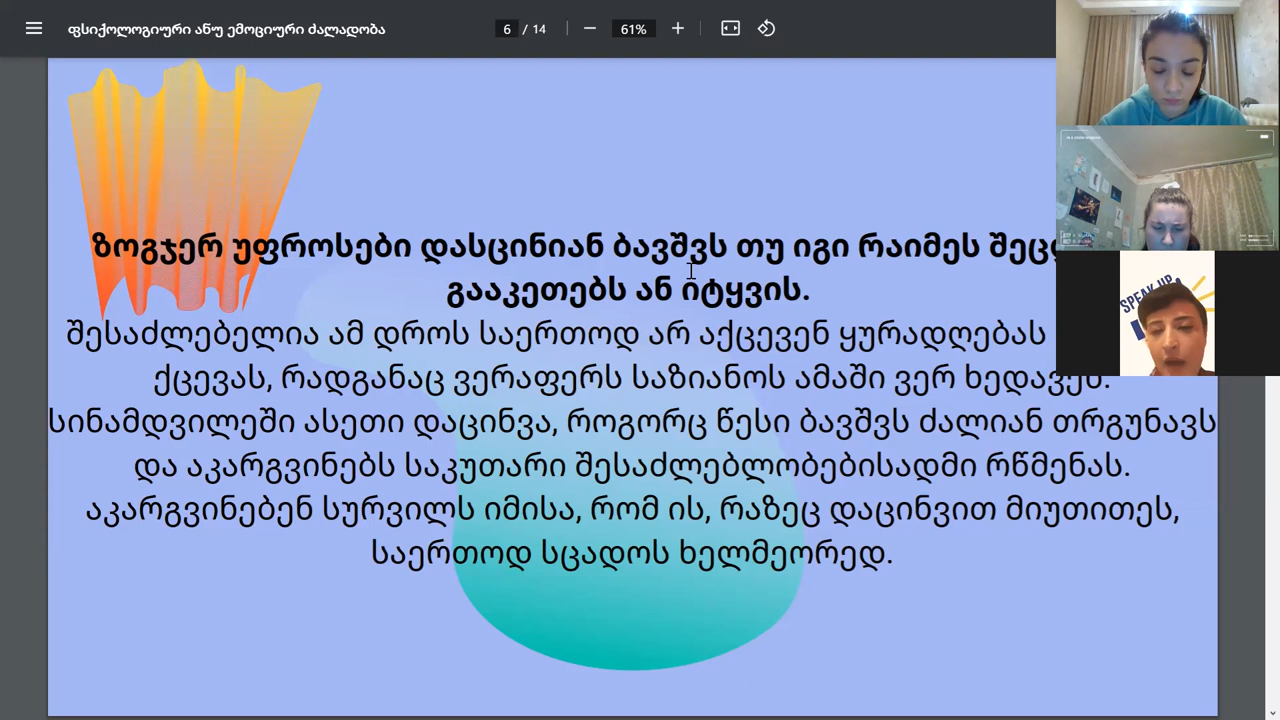 ფსიქოლოგიური ანუ ემოციური ძალადობა
6 / 14
61%
ზოგჯერ უფროსები დასცინიან ბავშვს თუ იგი რაიმეს
გააკეთებს ან იტყვის.
შესაძლებელია ამ დროს საერთოდ არ აქცევენ ყურადღებას
ქცევას, რადგანაც ვერაფერს საზიანოს ამაში ვერ ხედავენ.
სინამდვილეში ასეთი დაცინვა, როგორც წესი ბავშვს ძალიან თრგუნავს
და აკარგვინებს საკუთარი შესაძლებლობებისადმი რწმენას.
აკარგვინებენ სურვილს იმისა, რომ ის, რაზეც დაცინვით მიუთითეს,
საერთოდ სცადოს ხელმეორედ.
SPEAK UP